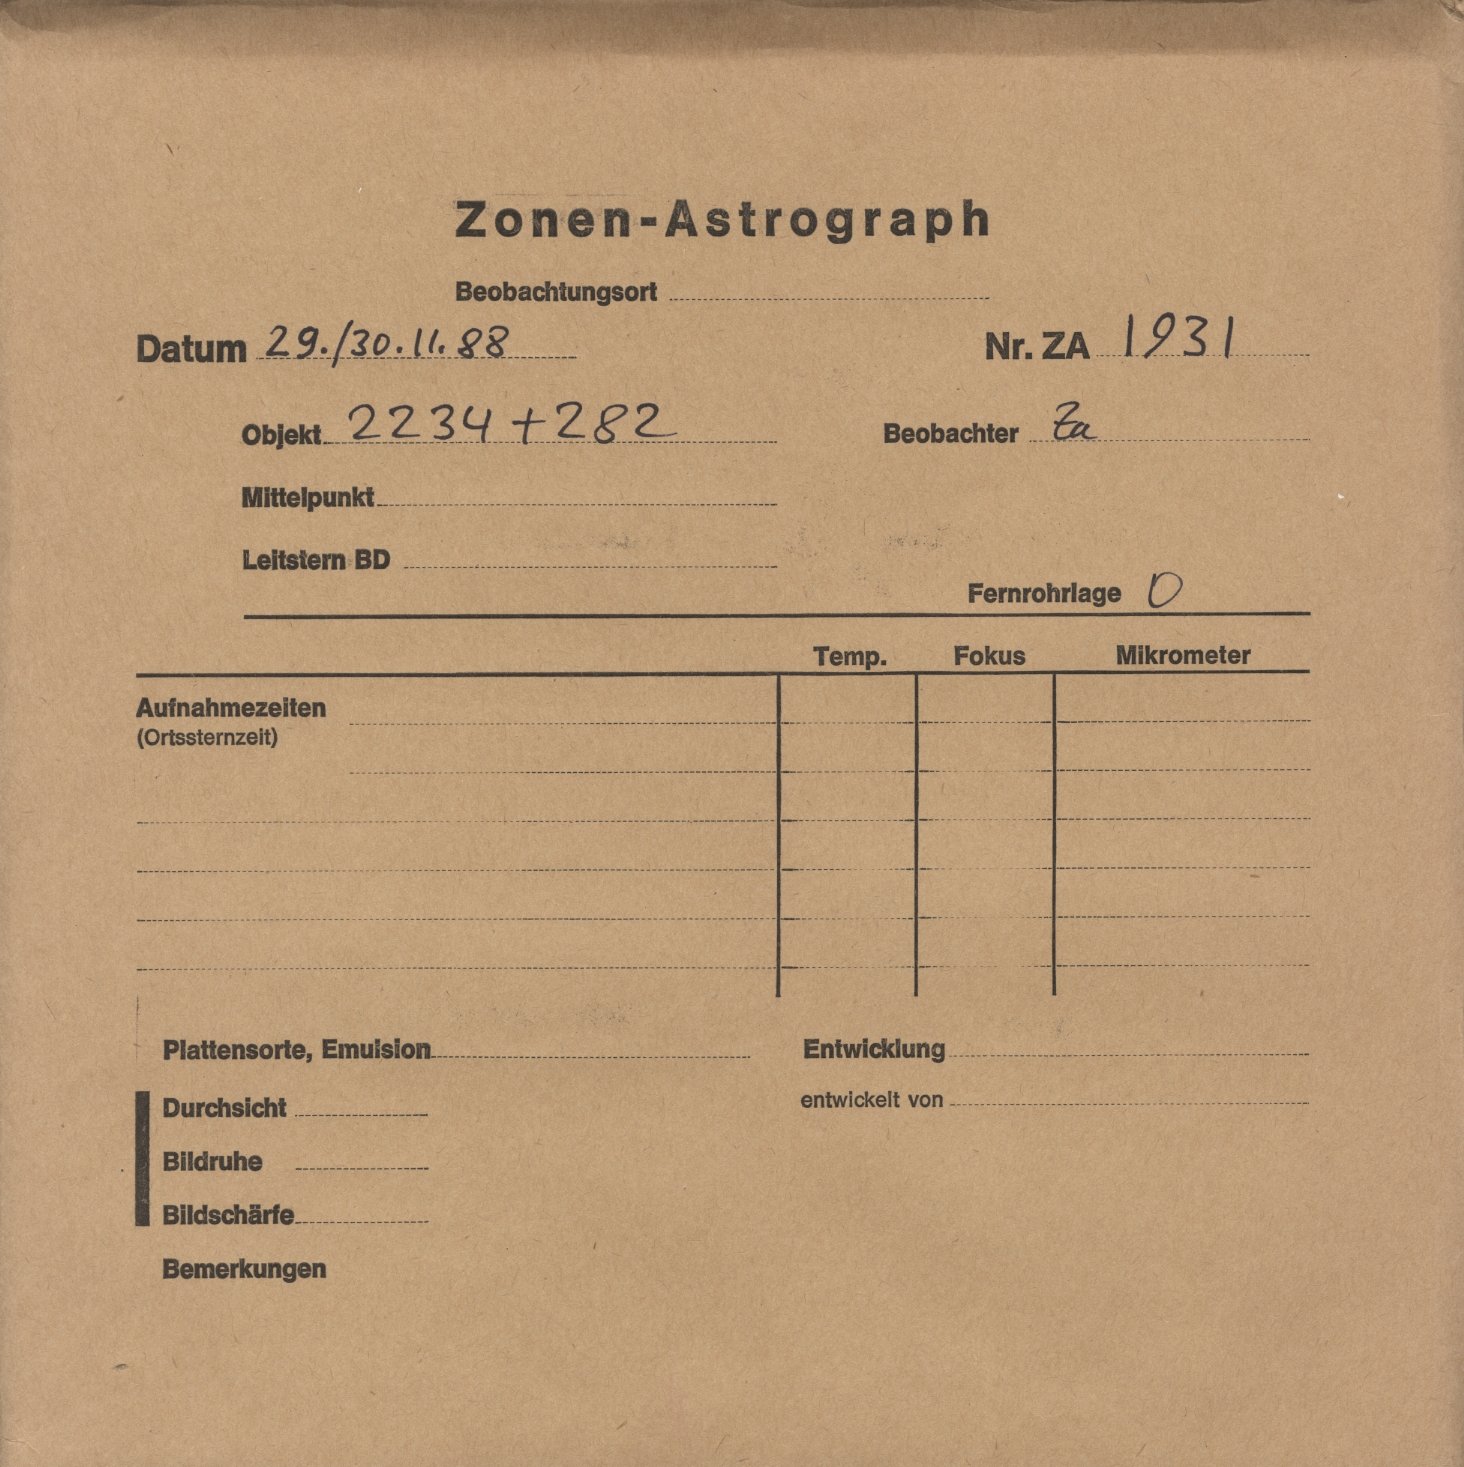 Zonen-Astrograph
Beobachtungsort
Datum 29./30.11.88 Nr. ZA 1931
Objekt 2234+282 Beobachter Za
Mittelpunkt
Leitstern BD
Fernrohrlage O
Temp. Fokus Mikrometer
Aufnahmezeiten
(Ortssternzeit)
Plattensorte, Emulsion Entwicklung
Durchsicht entwickelt von
Bildruhe
Bildschärfe
Bemerkungen